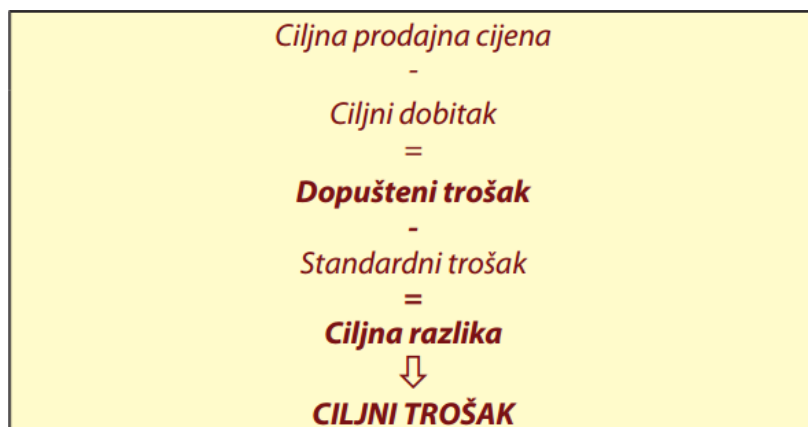 Ciljna prodajna cijena
-
Ciljni dobitak
=
Dopušteni trošak
-
Standardni trošak
=
Ciljna razlika
CILJNI TROŠAK